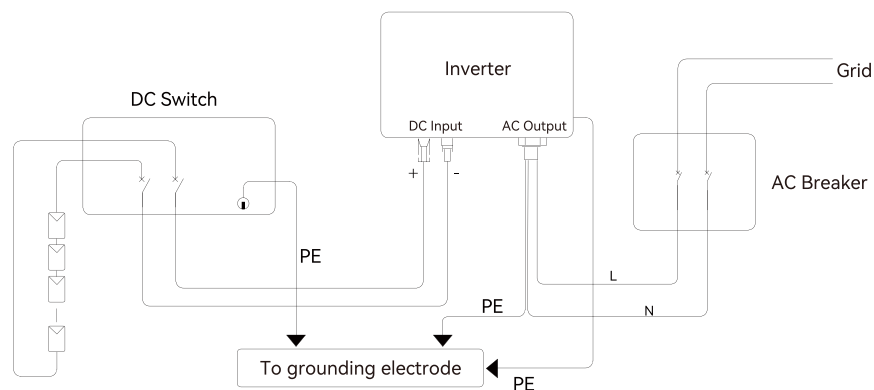 Inverter
Grid
DC Switch
DC Input
AC Output
+
-
AC Breaker
PE
L
PE
N
To grounding electrode
PE